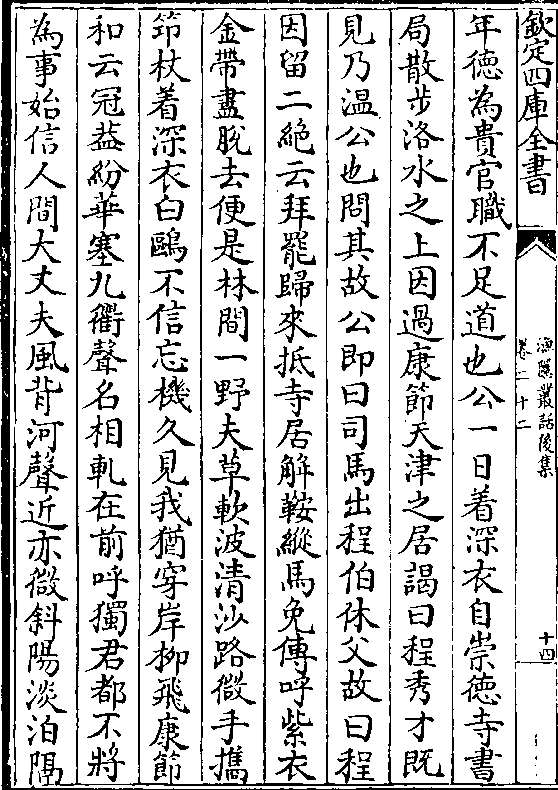 欽定四庫全書
漁隱叢話後集
卷二十二
十四
年德為貴官職不足道也公一日着深衣自崇德寺書
局散步洛水之上因過康節天津之居謁曰程秀才既
見乃温公也問其故公即曰司馬出程伯休父故曰程
因留二絶云拜罷歸來抵寺居解鞍縱馬免傳呼紫衣
金帶盡脱去便是林間一野夫草軟波清沙路微手攜
筇杖着深衣白鷗不信忘機久見我猶穿岸柳飛康節
和云冠葢紛華塞九衢聲名相軋在前呼獨君都不將
為事始信人間大丈夫風背河聲近亦微斜陽淡泊隔